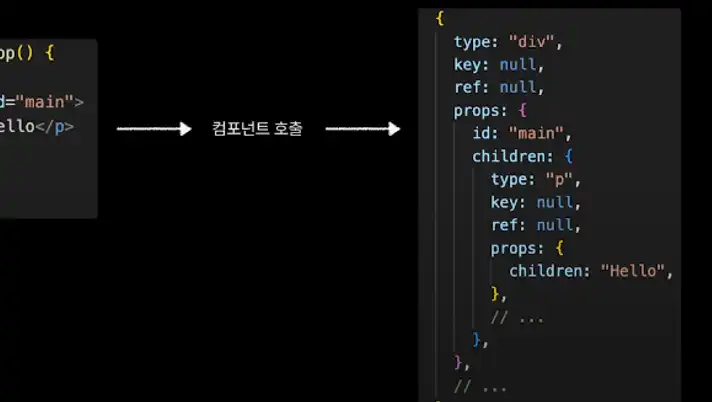 op() {
d="main">
ello</p>
컴포넌트 호출
{
type: "div",
key: null,
ref: null,
props: {
id: "main",
children: {
type: "p",
key: null,
ref: null,
props: {
children: "Hello",
},
// ...
},
},
// ...